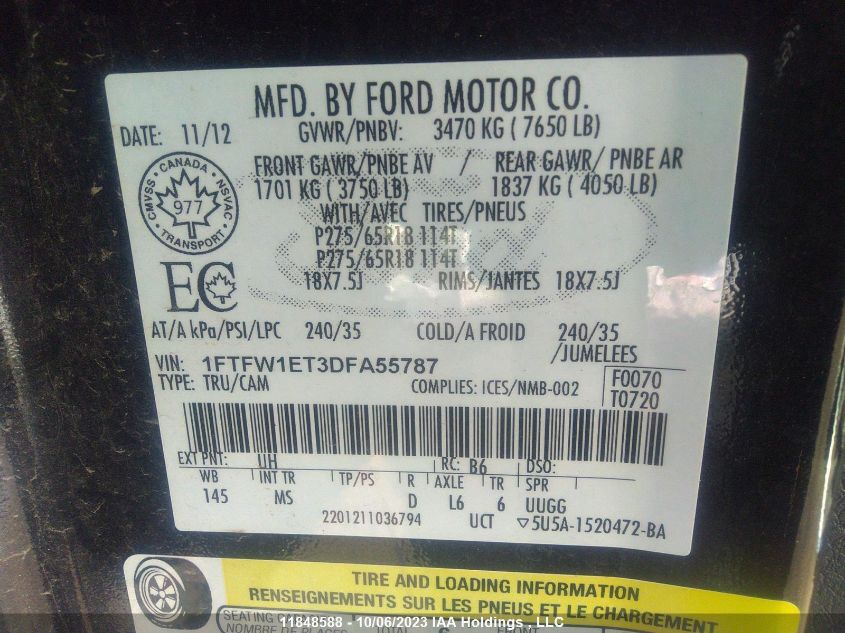 MFD. BY FORD MOTOR CO.
DATE: 11/12 GVWR/PNBV: 3470 KG ( 7650 LB)
CMVSS · CANADA · NSVAC
977
TRANSPORT
FRONT GAWR/PNBE AV / REAR GAWR/ PNBE AR
1701 KG ( 3750 LB) 1837 KG ( 4050 LB)
WITH/AVEC TIRES/PNEUS
P275/65R18 114T
P275/65R18 114T
EC
18X7.5J RIMS/JANTES 18X7.5J
AT/A kPa/PSI/LPC 240/35 COLD/A FROID 240/35
/JUMELEES
VIN: 1FTFW1ET3DFA55787
TYPE: TRU/CAM COMPLIES: ICES/NMB-002
F0070
T0720
EXT PNT: UH RC: B6 DSO:
WB INT TR TP/PS R AXLE TR SPR
145 MS D L6 6 UUGG
2201211036794 UCT ▽5U5A-1520472-BA
TIRE AND LOADING INFORMATION
RENSEIGNEMENTS SUR LES PNEUS ET LE CHARGEMENT
SEATING
NOMBRE DE PLACES TOTAL FRONT
11848588 - 10/06/2023 IAA Holdings , LLC